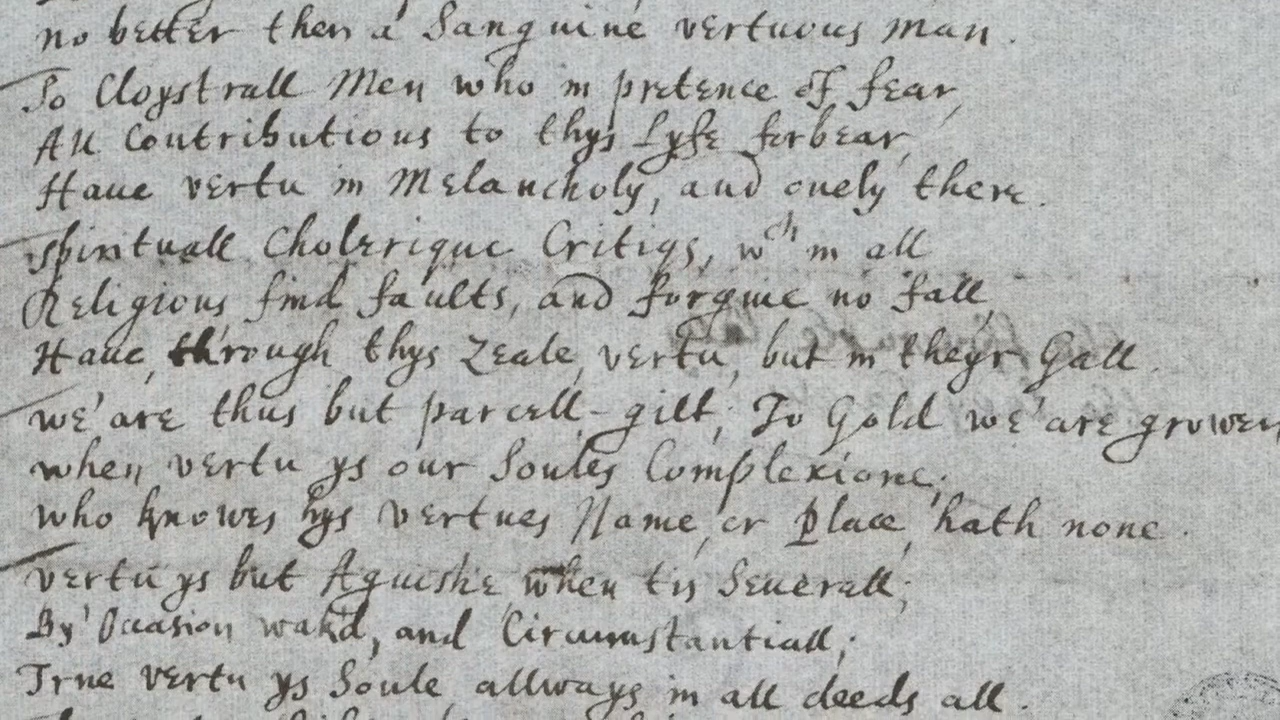 no better then a Sanguine vertuous man.
So Cloystrall Men who in pretence of fear,
All Contributions to thys Lyfe forbear,
Haue vertu in Melancholy, and onely there.
Spirituall Cholerique Critiqs, wch in all
Religions find faults, and forgiue no fall,
Haue, through thys Zeale, vertu, but in theyr Gall.
we'are thus but parcell-gilt, To Gold we'are growen
when vertu ys our Soules Complexione;
who knowes hys vertues Name, or Place, hath none.
vertu ys but Aguishe when tis Seuerall;
By'Occasion wakd, and Circumstantiall;
True vertu ys Soule, allways in all deeds all.